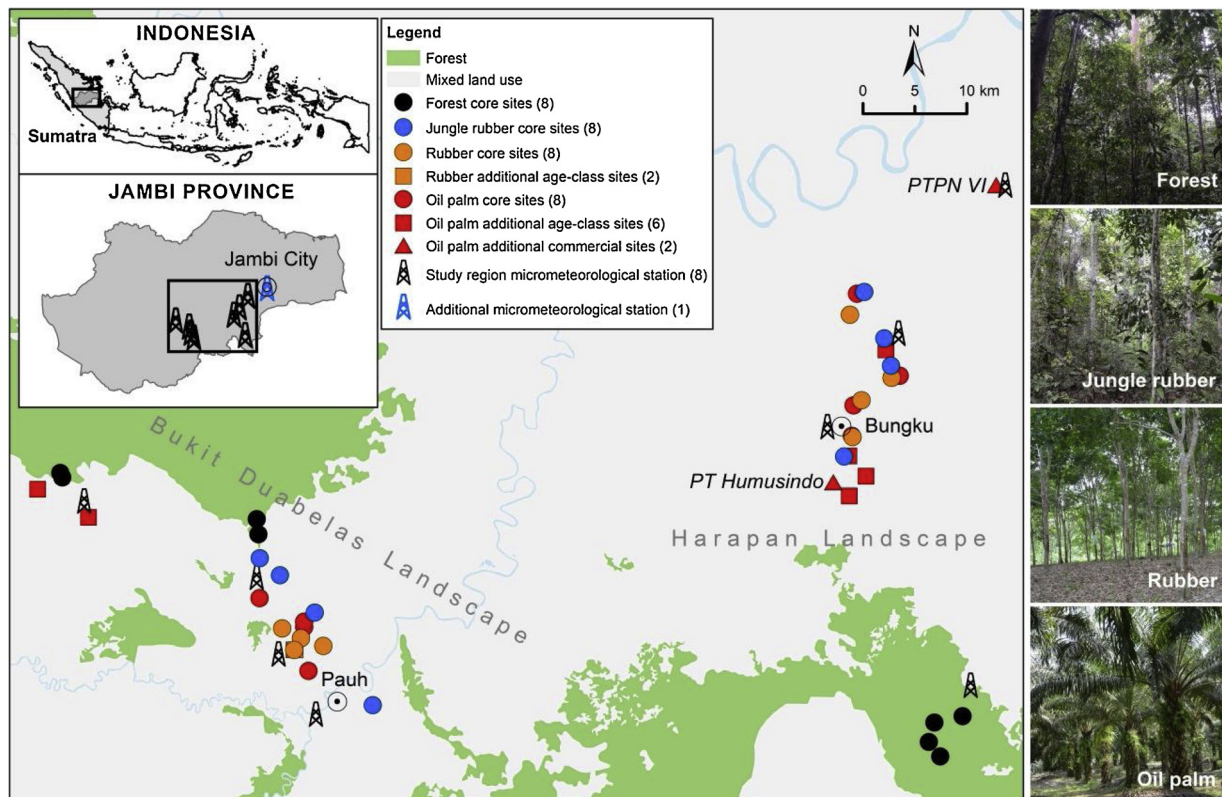 INDONESIA
Sumatra
JAMBI PROVINCE
Jambi City
Legend
Forest
Mixed land use
Forest core sites (8)
Jungle rubber core sites (8)
Rubber core sites (8)
Rubber additional age-class sites (2)
Oil palm core sites (8)
Oil palm additional age-class sites (6)
Oil palm additional commercial sites (2)
Study region micrometeorological station (8)
Additional micrometeorological station (1)
N
0 5 10 km
PTPN VI
Bungku
PT Humusindo
Harapan Landscape
Bukit Duabelas Landscape
Pauh
Forest
Jungle rubber
Rubber
Oil palm